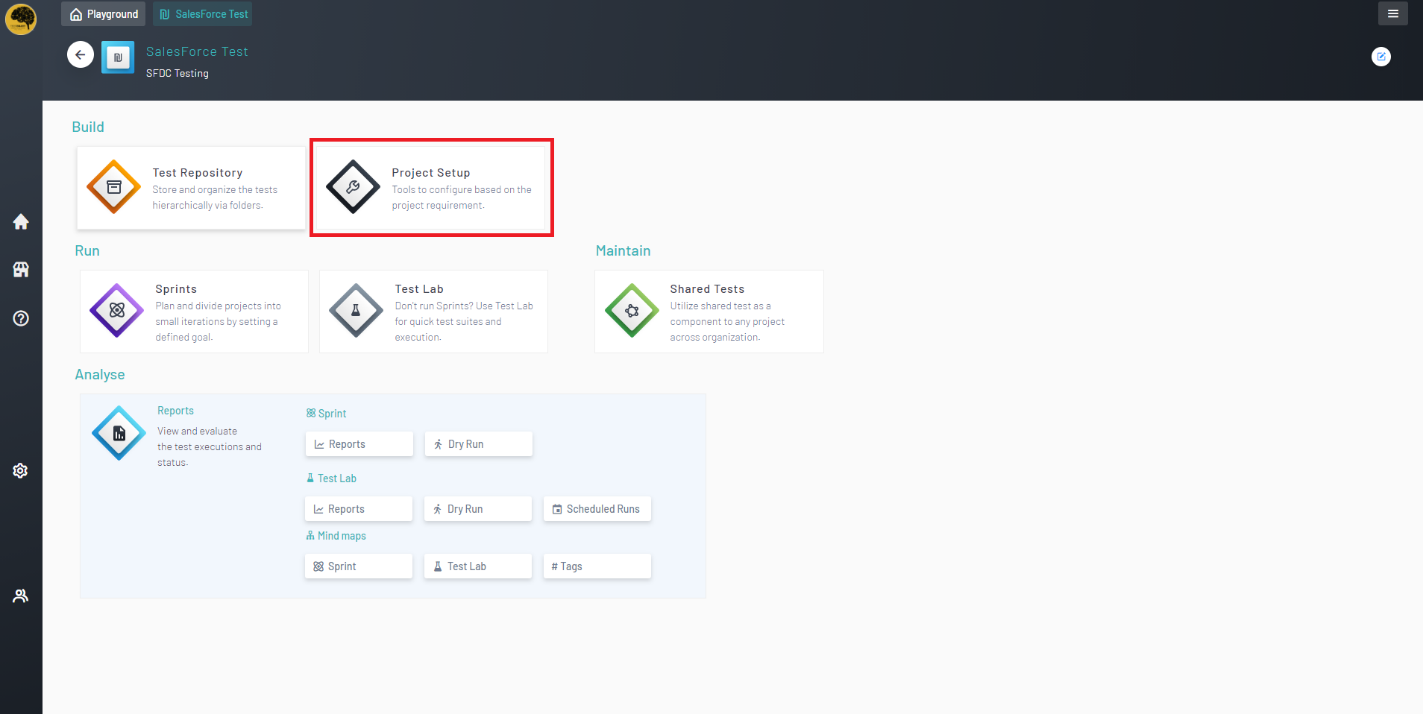 Playground
SalesForce Test
SalesForce Test
SFDC Testing
Build
Test Repository
Store and organize the tests
hierarchically via folders.
Project Setup
Tools to configure based on the
project requirement.
Run
Sprints
Plan and divide projects into
small iterations by setting a
defined goal.
Test Lab
Don't run Sprints? Use Test Lab
for quick test suites and
execution.
Maintain
Shared Tests
Utilize shared test as a
component to any project
across organization.
Analyse
Reports
View and evaluate
the test executions and
status.
Sprint
Reports
Dry Run
Test Lab
Reports
Dry Run
Scheduled Runs
Mind maps
Sprint
Test Lab
# Tags